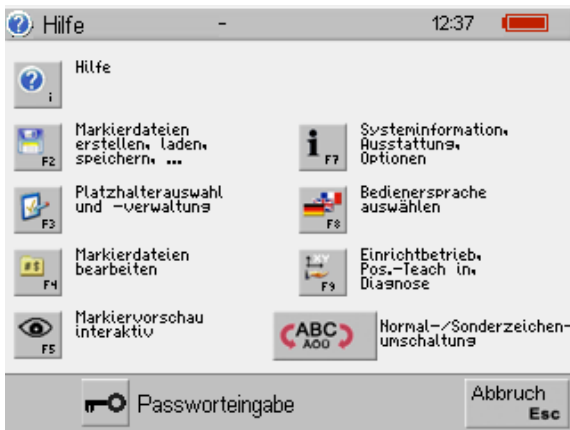 Hilfe - 12:37
i Hilfe
F2 Markierdateien
erstellen, laden,
speichern, ...
F3 Platzhalterauswahl
und -verwaltung
#$ F4 Markierdateien
bearbeiten
F5 Markiervorschau
interaktiv
i F7 Systeminformation,
Ausstattung,
Optionen
F8 Bedienersprache
auswählen
XY F9 Einrichtbetrieb,
Pos.-Teach in,
Diagnose
ABC
AOO
Normal-/Sonderzeichen-
umschaltung
Passworteingabe
Abbruch
Esc